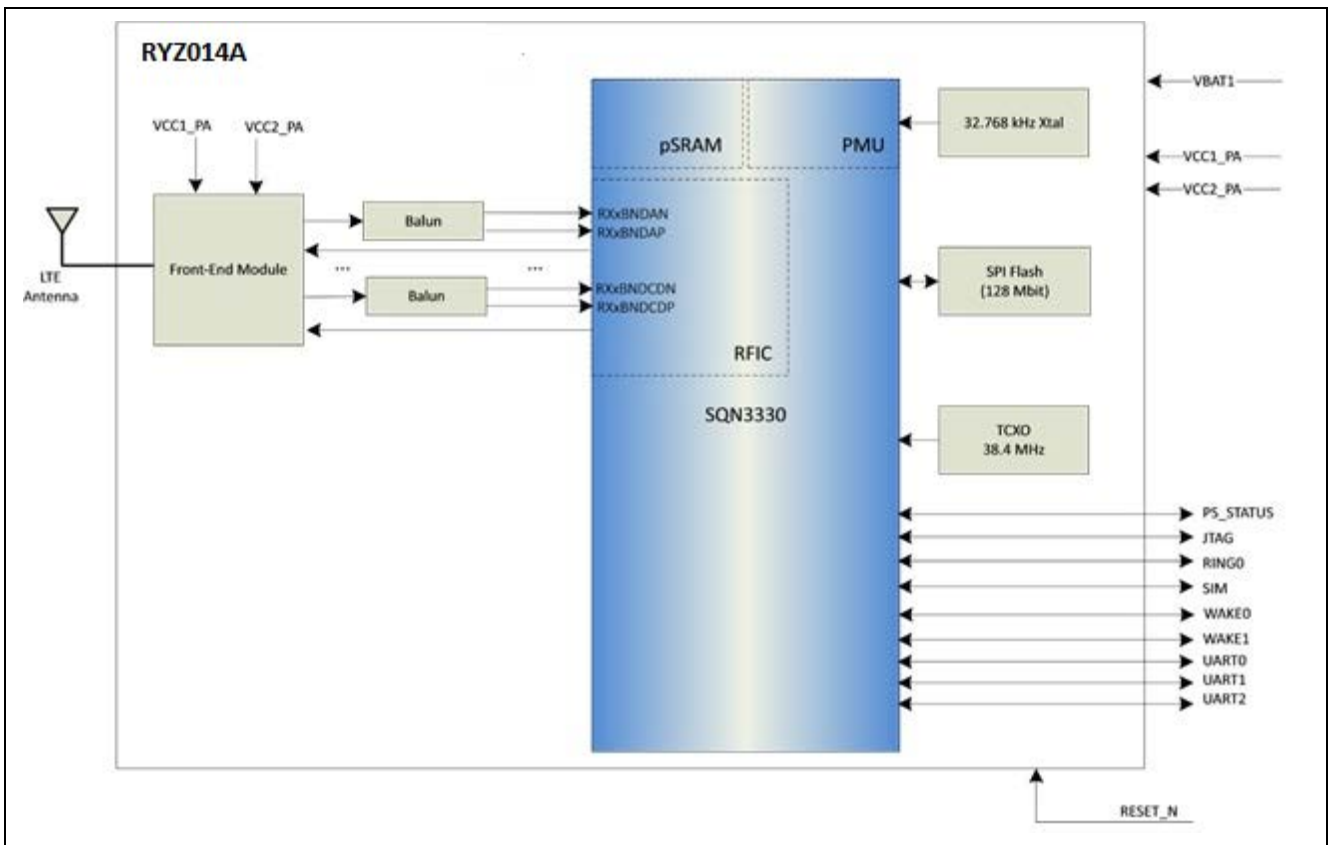 RYZ014A
VCC1_PA
VCC2_PA
LTE
Antenna
Front-End Module
Balun
...
...
Balun
pSRAM
PMU
RXxBNDAN
RXxBNDAP
RXxBNDCDN
RXxBNDCDP
RFIC
SQN3330
32.768 kHz Xtal
SPI Flash
(128 Mbit)
TCXO
38.4 MHz
VBAT1
VCC1_PA
VCC2_PA
PS_STATUS
JTAG
RING0
SIM
WAKE0
WAKE1
UART0
UART1
UART2
RESET_N